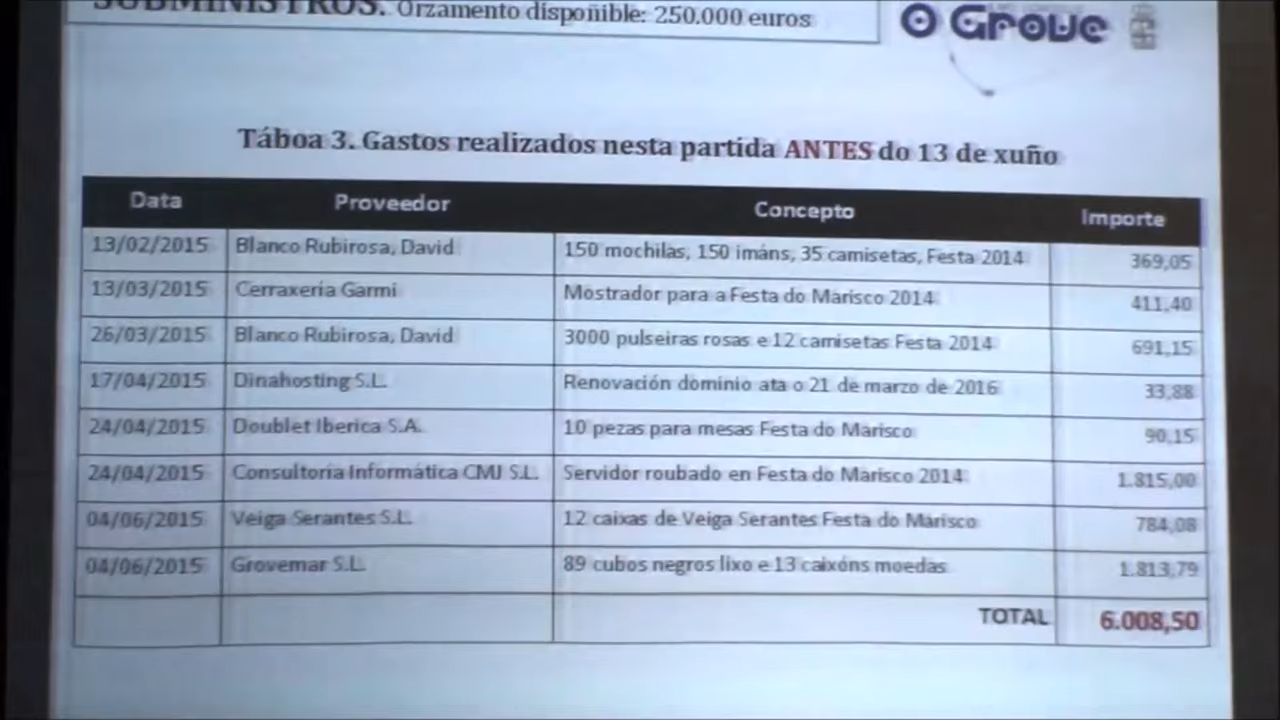 SUBMINISTROS. Orzamento dispoñible: 250.000 euros
O Grove
Táboa 3. Gastos realizados nesta partida ANTES do 13 de xuño
Data Proveedor Concepto Importe
13/02/2015 Blanco Rubirosa, David 150 mochilas, 150 imáns, 35 camisetas, Festa 2014 369,05
13/03/2015 Cerraxeria Garmi Mostrador para a Festa do Marisco 2014 411,40
26/03/2015 Blanco Rubirosa, David 3000 pulseiras rosas e 12 camisetas Festa 2014 691,15
17/04/2015 Dinahosting S.L. Renovación dominio ata o 21 de marzo de 2016 33,88
24/04/2015 Doublet Iberica S.A. 10 pezas para mesas Festa do Marisco 90,15
24/04/2015 Consultoria Informática CMJ S.L. Servidor roubado en Festa do Marisco 2014 1.815,00
04/06/2015 Veiga Serantes S.L. 12 caixas de Veiga Serantes Festa do Marisco 784,08
04/06/2015 Grovemar S.L. 89 cubos negros lixo e 13 caixóns moedas 1.813,79
TOTAL 6.008,50